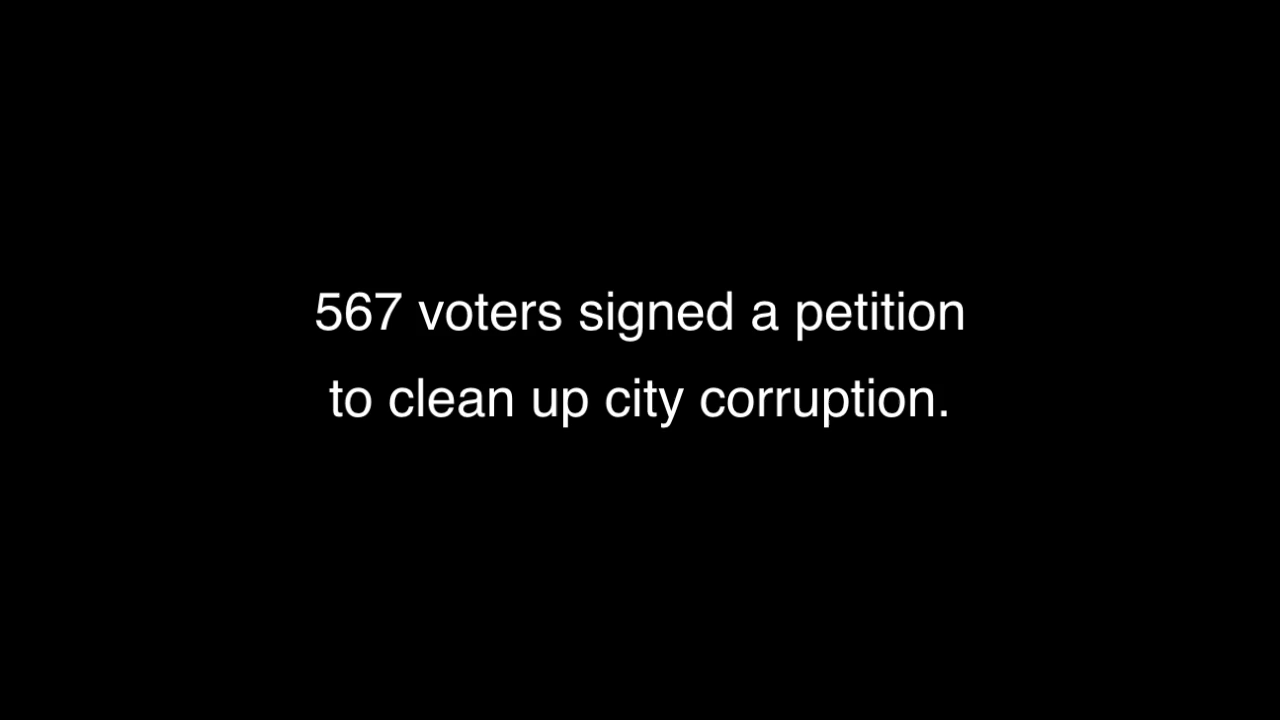 567 voters signed a petition
to clean up city corruption.